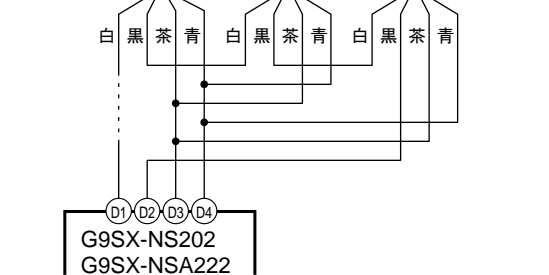 白 黒 茶 青 白 黒 茶 青 白 黒 茶 青
D1 D2 D3 D4
G9SX-NS202
G9SX-NSA222